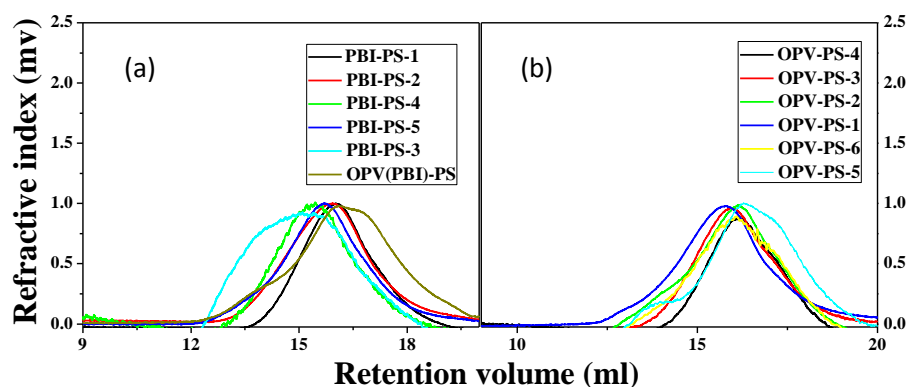 Refractive index (mv)
2.5
2.0
1.5
1.0
0.5
0.0
(a)
PBI-PS-1
PBI-PS-2
PBI-PS-4
PBI-PS-5
PBI-PS-3
OPV(PBI)-PS
9
12
15
18
(b)
OPV-PS-4
OPV-PS-3
OPV-PS-2
OPV-PS-1
OPV-PS-6
OPV-PS-5
2.5
2.0
1.5
1.0
0.5
0.0
10
15
20
Retention volume (ml)